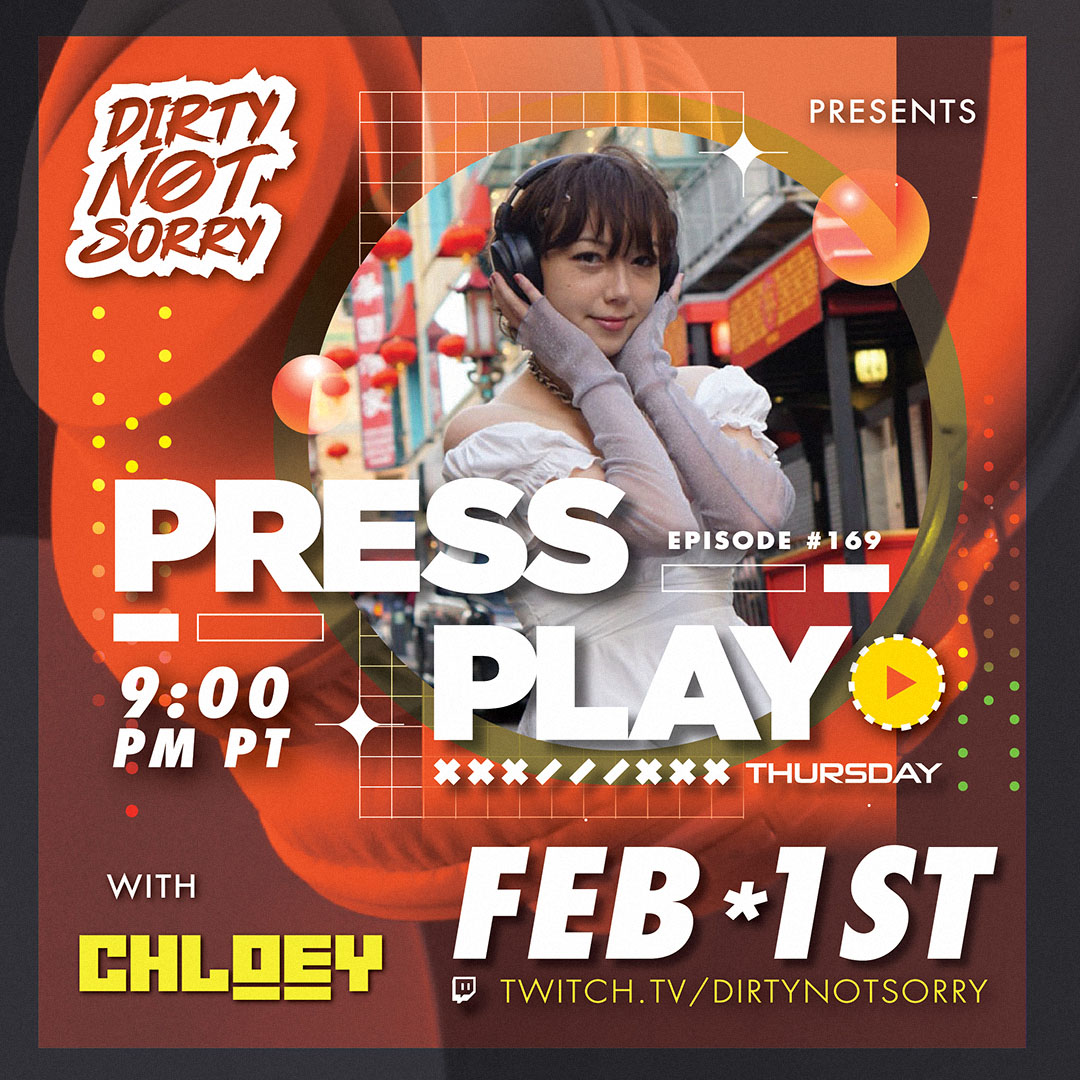 DIRTY
NØT
SORRY
PRESENTS
PRESS
EPISODE #169
PLAY
9:00
PM PT
THURSDAY
WITH
CHLOEY
FEB *1ST
TWITCH.TV/DIRTYNOTSORRY